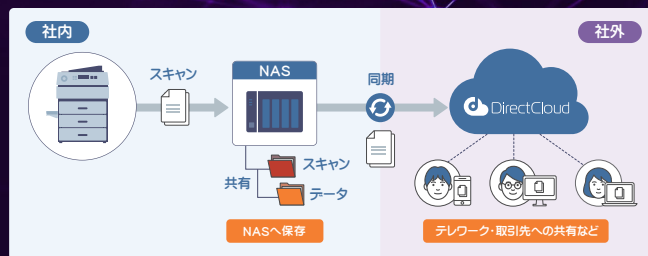 社内
社外
スキャン
NAS
同期
DirectCloud
共有
スキャン
データ
NASへ保存
テレワーク・取引先への共有など